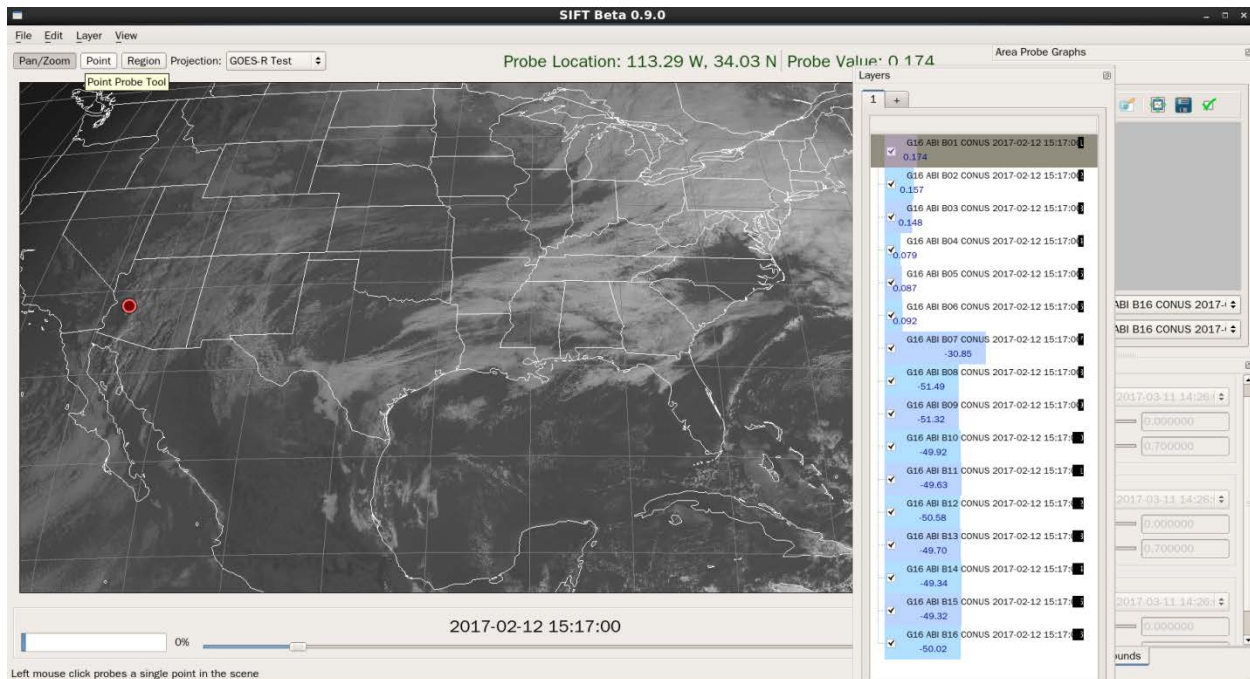 SIFT Beta 0.9.0
File Edit Layer View
Pan/Zoom Point Region Projection: GOES-R Test
Probe Location: 113.29 W, 34.03 N Probe Value: 0.174
Area Probe Graphs
Point Probe Tool
Layers
1 +
G16 ABI B01 CONUS 2017-02-12 15:17:0
0.174
G16 ABI B02 CONUS 2017-02-12 15:17:0
0.157
G16 ABI B03 CONUS 2017-02-12 15:17:0
0.148
G16 ABI B04 CONUS 2017-02-12 15:17:0
0.079
G16 ABI B05 CONUS 2017-02-12 15:17:0
0.087
G16 ABI B06 CONUS 2017-02-12 15:17:0
0.092
G16 ABI B07 CONUS 2017-02-12 15:17:0
-30.85
G16 ABI B08 CONUS 2017-02-12 15:17:0
-51.49
G16 ABI B09 CONUS 2017-02-12 15:17:0
-51.32
G16 ABI B10 CONUS 2017-02-12 15:17:
-49.92
G16 ABI B11 CONUS 2017-02-12 15:17:
-49.63
G16 ABI B12 CONUS 2017-02-12 15:17:
-50.58
G16 ABI B13 CONUS 2017-02-12 15:17:
-49.70
G16 ABI B14 CONUS 2017-02-12 15:17:
-49.34
G16 ABI B15 CONUS 2017-02-12 15:17:
-49.32
G16 ABI B16 CONUS 2017-02-12 15:17:
-50.02
ABI B16 CONUS 2017-
ABI B16 CONUS 2017-
2017-03-11 14:26:
0.000000
0.700000
2017-03-11 14:26:
0.000000
0.700000
2017-03-11 14:26:
0.000000
ounds
2017-02-12 15:17:00
0%
Left mouse click probes a single point in the scene